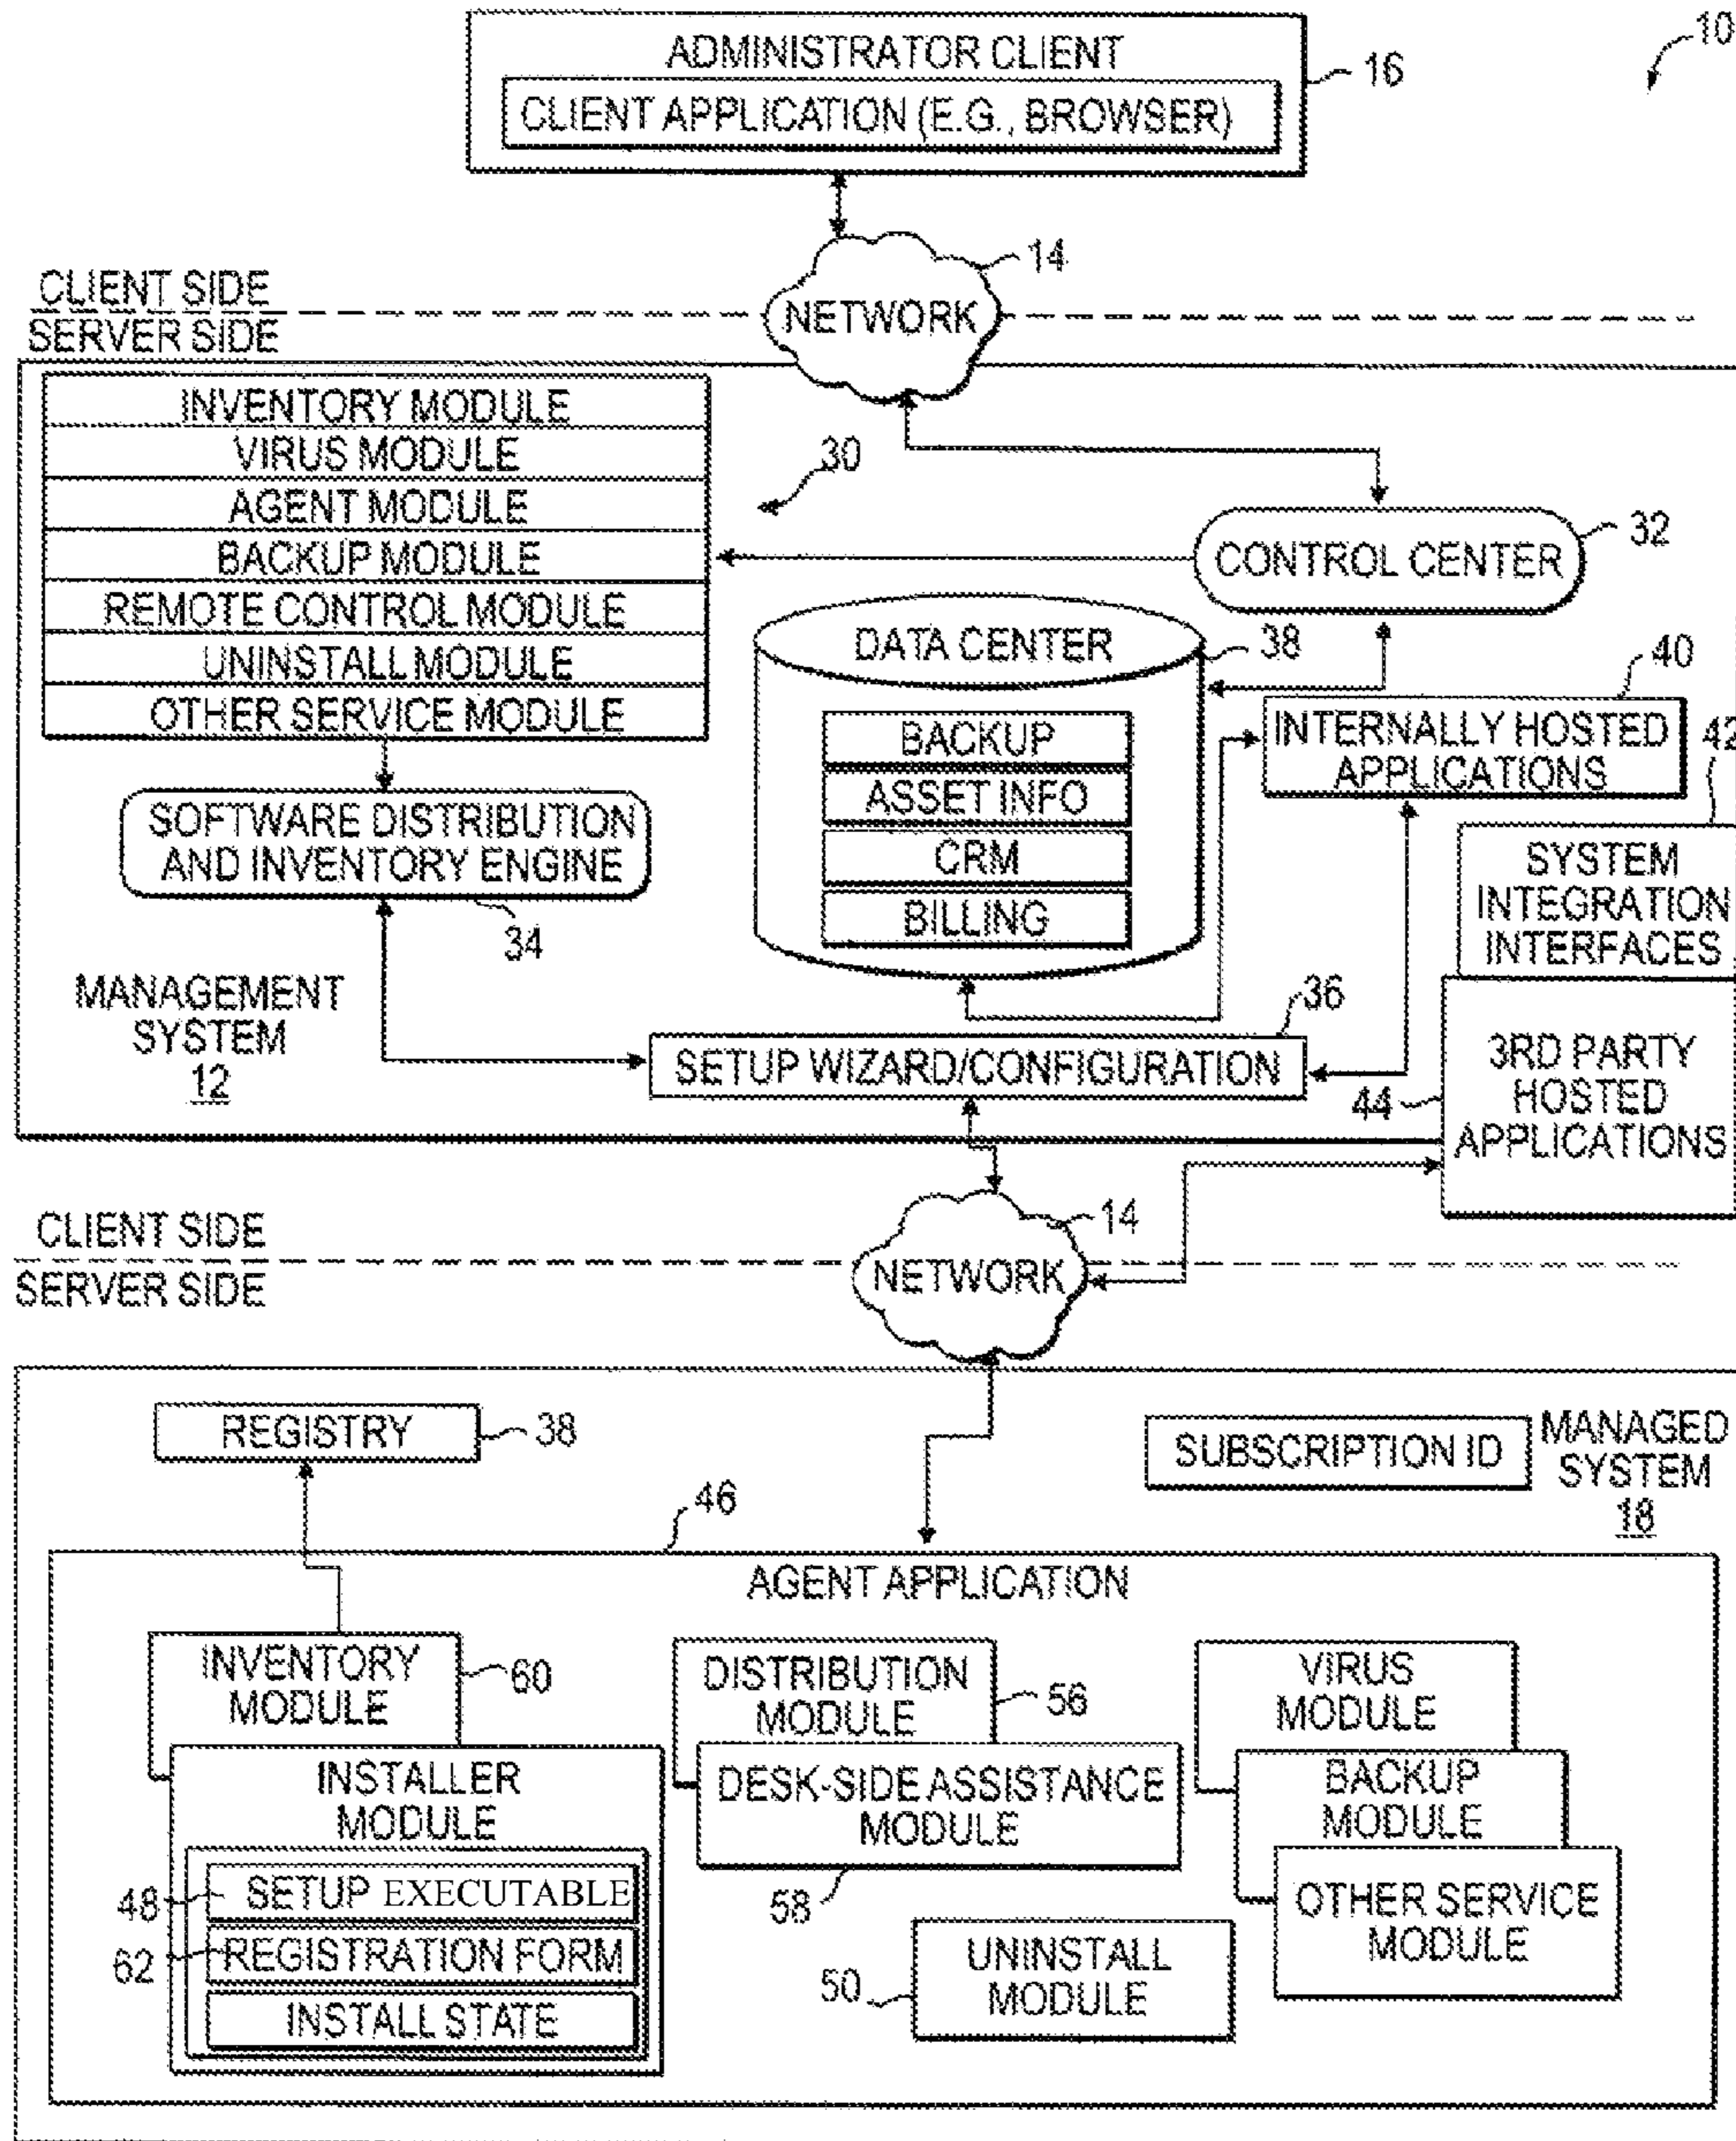 10
ADMINISTRATOR CLIENT
16
CLIENT APPLICATION (E.G., BROWSER)
14
NETWORK
CLIENT SIDE
SERVER SIDE
INVENTORY MODULE
VIRUS MODULE
AGENT MODULE
BACKUP MODULE
REMOTE CONTROL MODULE
UNINSTALL MODULE
OTHER SERVICE MODULE
30
32
CONTROL CENTER
DATA CENTER
38
BACKUP
ASSET INFO
CRM
BILLING
40
INTERNALLY HOSTED
APPLICATIONS
42
SYSTEM
INTEGRATION
INTERFACES
SOFTWARE DISTRIBUTION
AND INVENTORY ENGINE
34
MANAGEMENT
SYSTEM
12
36
SETUP WIZARD/CONFIGURATION
3RD PARTY
HOSTED
APPLICATIONS
44
14
NETWORK
CLIENT SIDE
SERVER SIDE
REGISTRY
38
SUBSCRIPTION ID
MANAGED
SYSTEM
18
46
AGENT APPLICATION
INVENTORY
MODULE
60
INSTALLER
MODULE
48
SETUP EXECUTABLE
62
REGISTRATION FORM
INSTALL STATE
DISTRIBUTION
MODULE
56
DESK-SIDE ASSISTANCE
MODULE
58
VIRUS
MODULE
BACKUP
MODULE
OTHER SERVICE
MODULE
50
UNINSTALL
MODULE